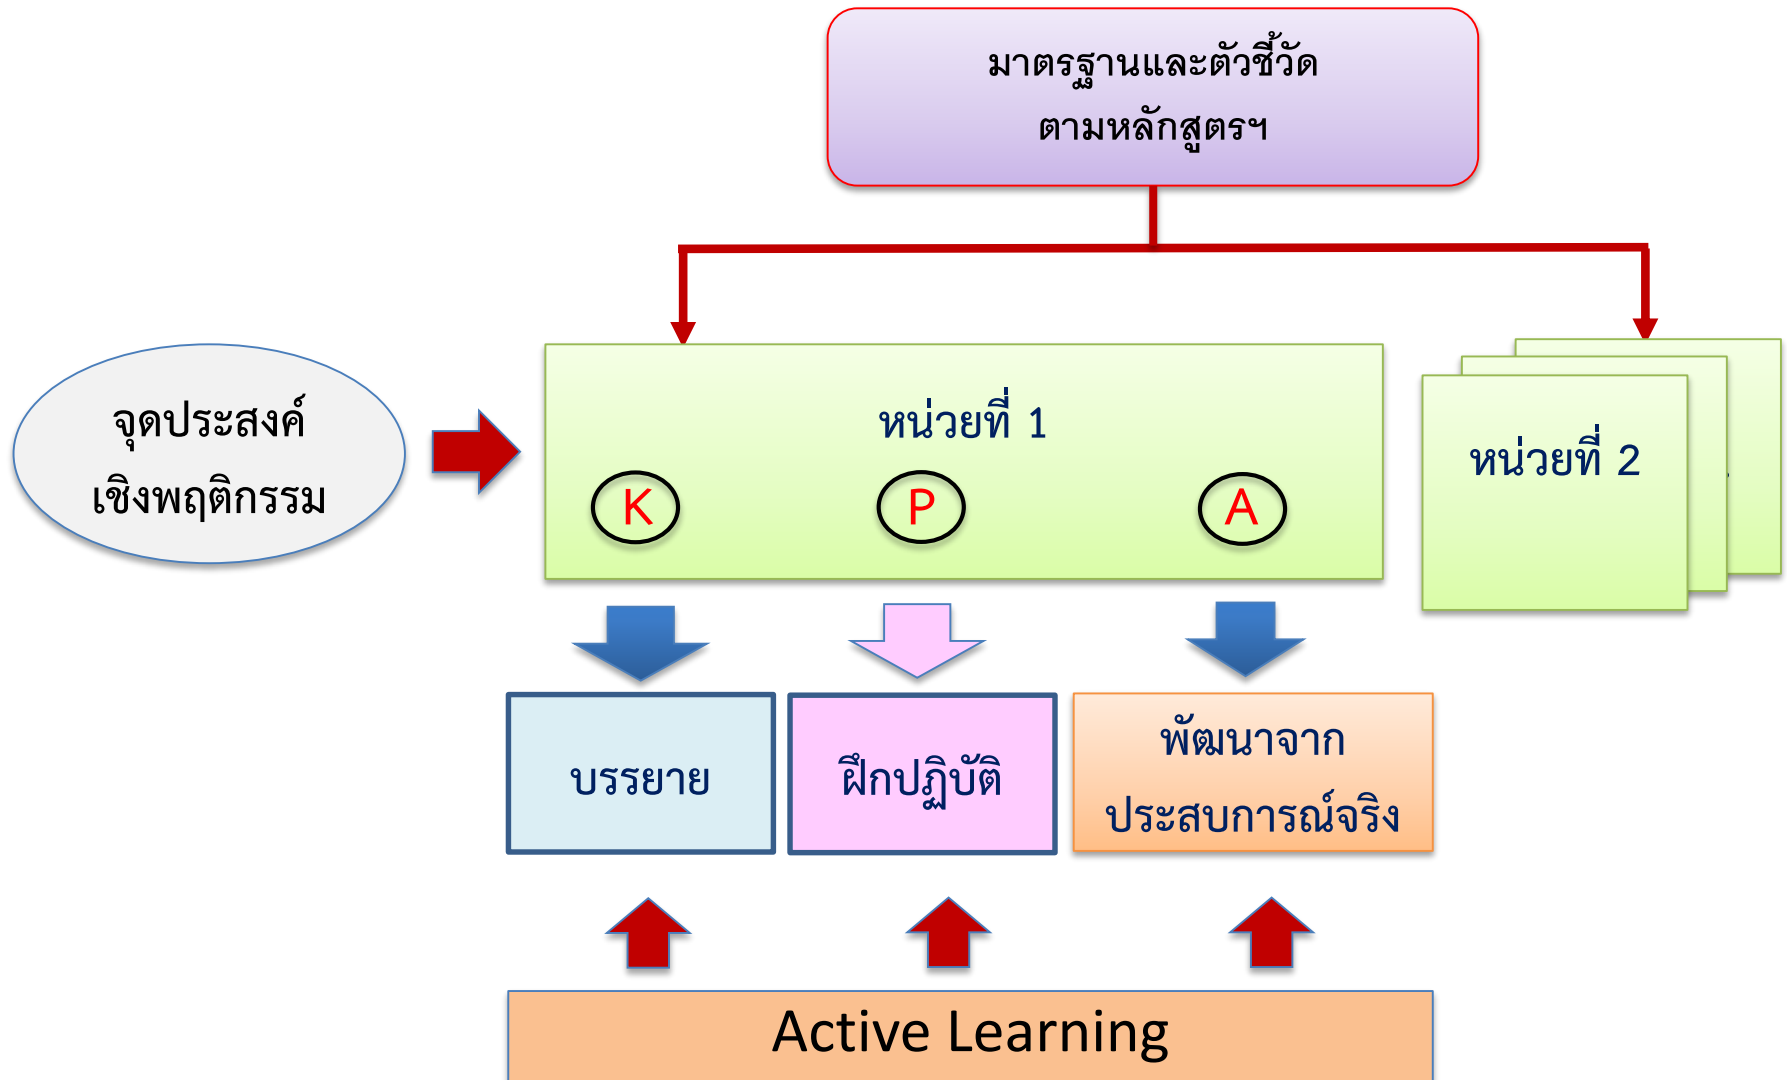 มาตรฐานและตัวชี้วัด
ตามหลักสูตรฯ
จุดประสงค์
เชิงพฤติกรรม
หน่วยที่ 1
K P A
หน่วยที่ 2
บรรยาย
ฝึกปฏิบัติ
พัฒนาจาก
ประสบการณ์จริง
Active Learning